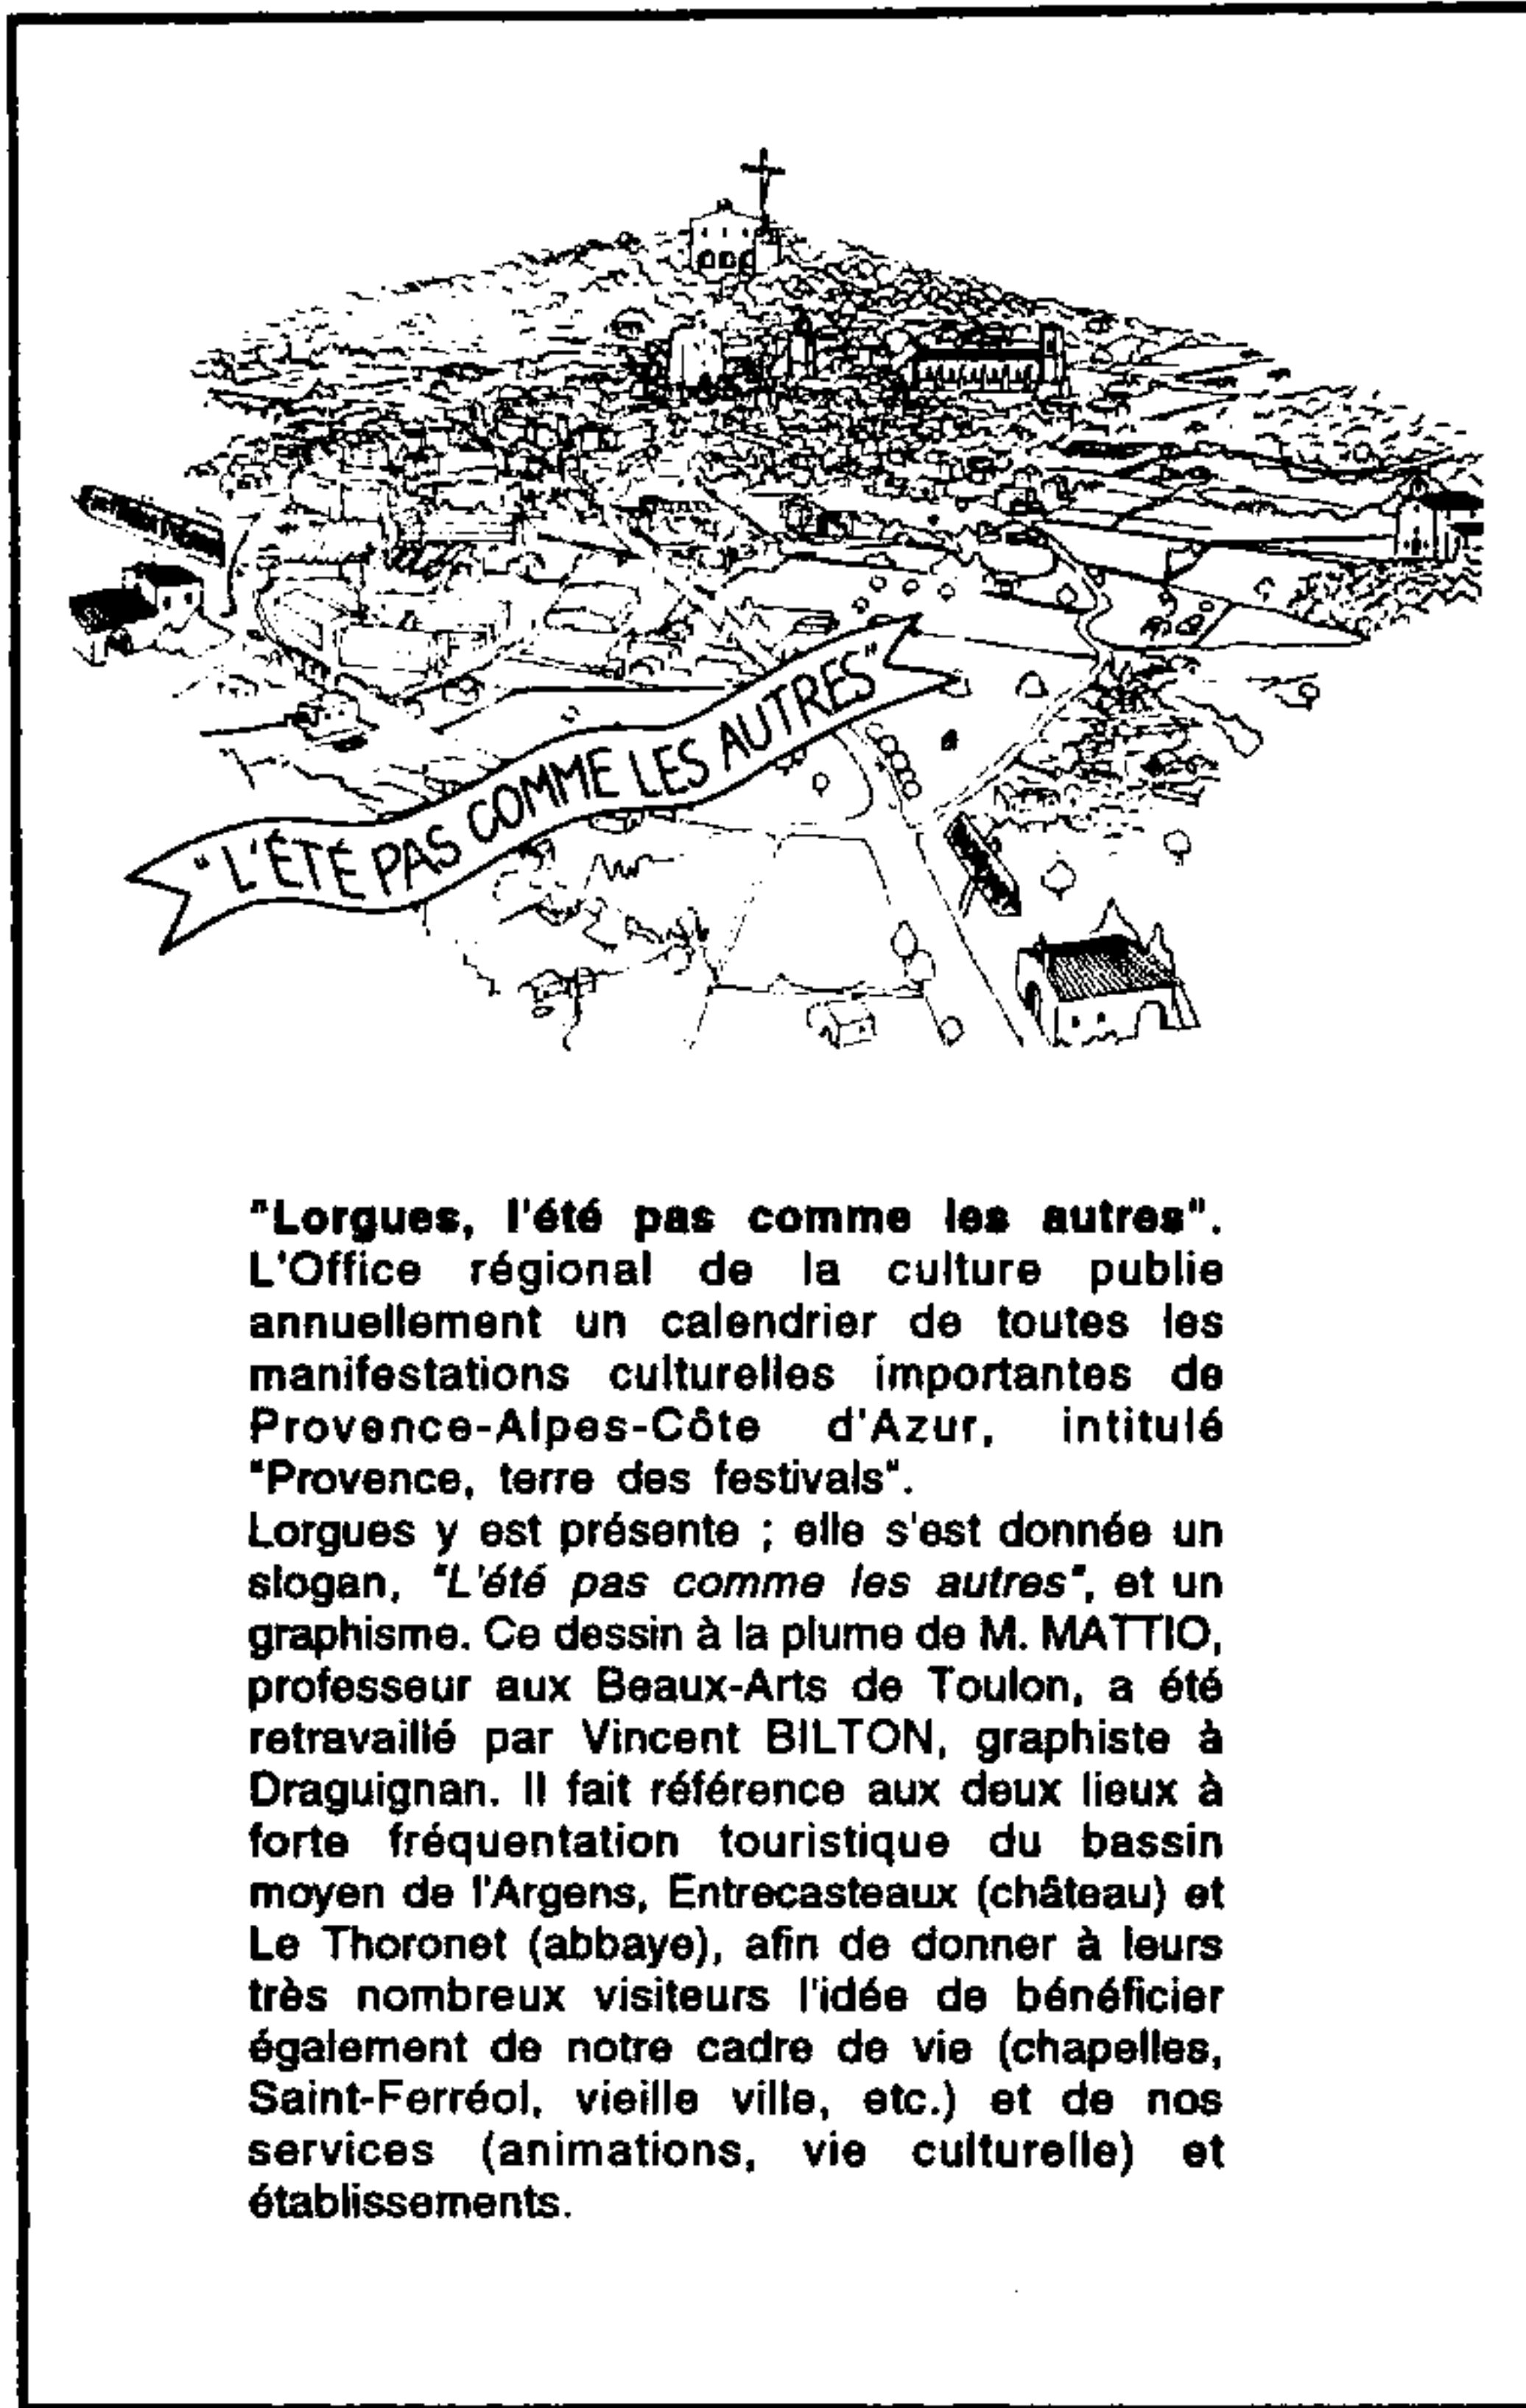 "L'ÉTÉ PAS COMME LES AUTRES"
"Lorgues, l'été pas comme les autres".
L'Office régional de la culture publie
annuellement un calendrier de toutes les
manifestations culturelles importantes de
Provence-Alpes-Côte d'Azur, intitulé
"Provence, terre des festivals".
Lorgues y est présente ; elle s'est donnée un
slogan, "L'été pas comme les autres", et un
graphisme. Ce dessin à la plume de M. MATTIO,
professeur aux Beaux-Arts de Toulon, a été
retravaillé par Vincent BILTON, graphiste à
Draguignan. Il fait référence aux deux lieux à
forte fréquentation touristique du bassin
moyen de l'Argens, Entrecasteaux (château) et
Le Thoronet (abbaye), afin de donner à leurs
très nombreux visiteurs l'idée de bénéficier
également de notre cadre de vie (chapelles,
Saint-Ferréol, vieille ville, etc.) et de nos
services (animations, vie culturelle) et
établissements.